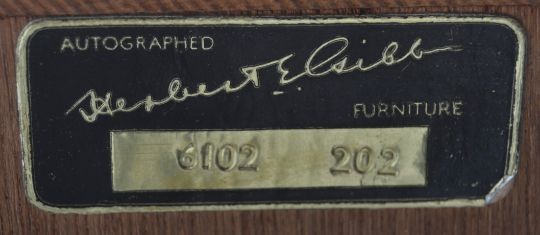 AUTOGRAPHED
Herbert E Gibbs
FURNITURE
6102 202